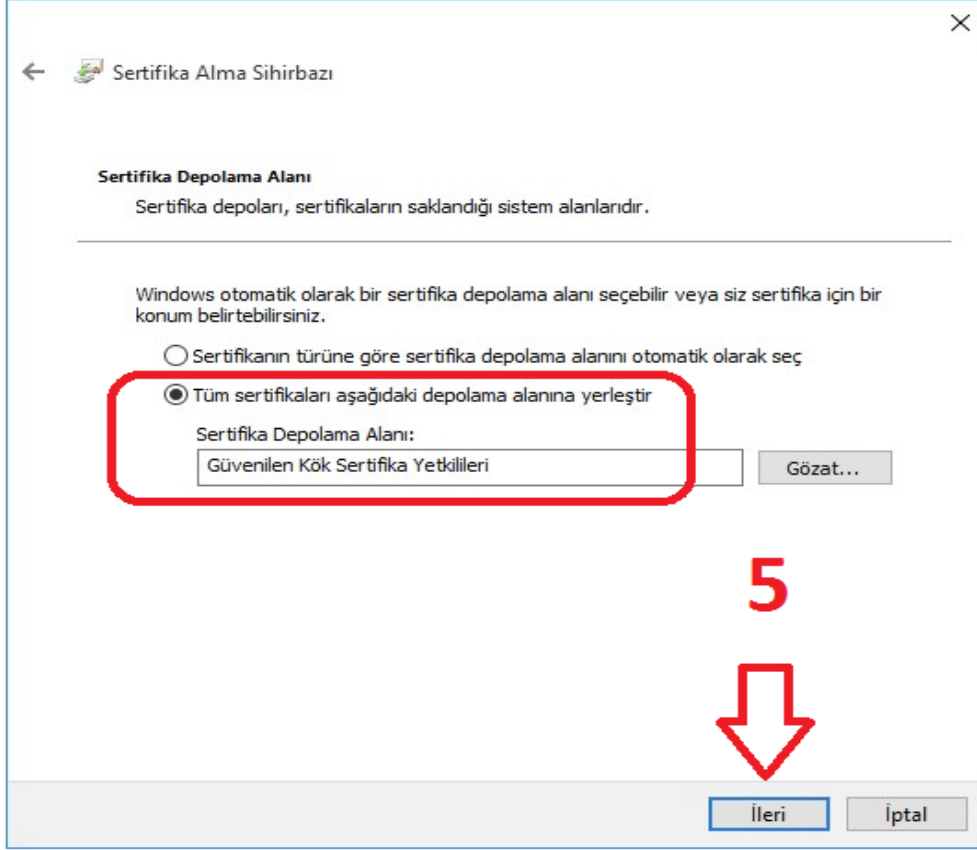 Sertifika Alma Sihirbazı
Sertifika Depolama Alanı
Sertifika depoları, sertifikaların saklandığı sistem alanlarıdır.
Windows otomatik olarak bir sertifika depolama alanı seçebilir veya siz sertifika için bir
konum belirtebilirsiniz.
Sertifikanın türüne göre sertifika depolama alanını otomatik olarak seç
Tüm sertifikaları aşağıdaki depolama alanına yerleştir
Sertifika Depolama Alanı:
Güvenilen Kök Sertifika Yetkilileri
Gözat...
5
İleri
İptal